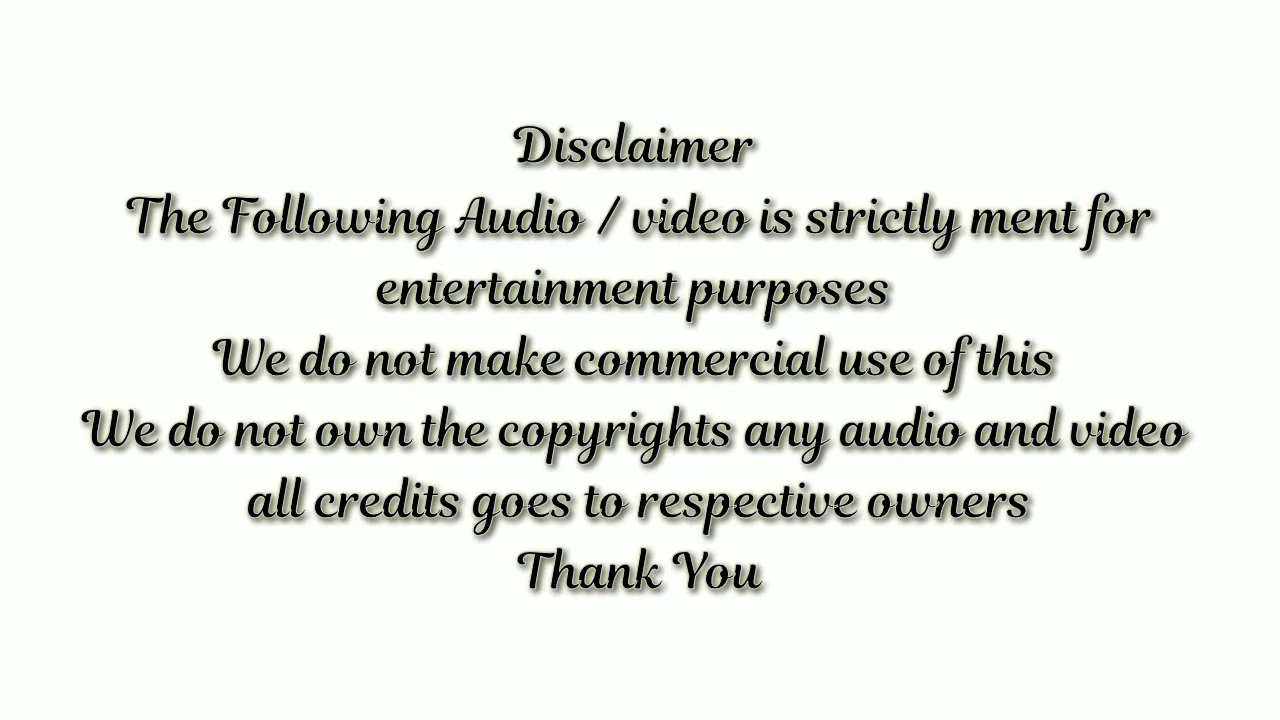 Disclaimer
The Following Audio / video is strictly ment for
entertainment purposes
We do not make commercial use of this
We do not own the copyrights any audio and video
all credits goes to respective owners
Thank You